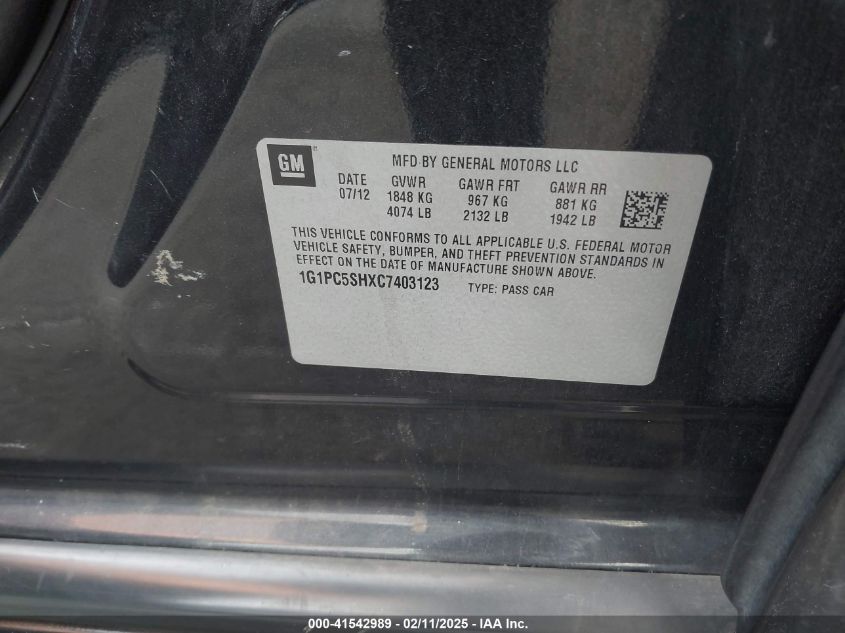 GM
MFD BY GENERAL MOTORS LLC
DATE GVWR GAWR FRT GAWR RR
07/12 1848 KG 967 KG 881 KG
4074 LB 2132 LB 1942 LB
THIS VEHICLE CONFORMS TO ALL APPLICABLE U.S. FEDERAL MOTOR
VEHICLE SAFETY, BUMPER, AND THEFT PREVENTION STANDARDS IN
EFFECT ON THE DATE OF MANUFACTURE SHOWN ABOVE.
1G1PC5SHXC7403123 TYPE: PASS CAR
000-41542989 - 02/11/2025 - IAA Inc.